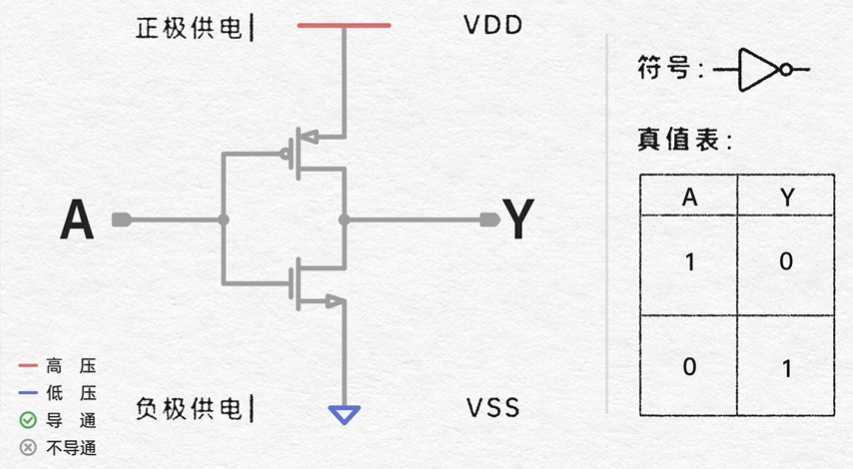 正极供电 VDD
符号:
真值表:
A Y
A Y
1 0
0 1
高 压
低 压
导 通
不导通
负极供电 VSS